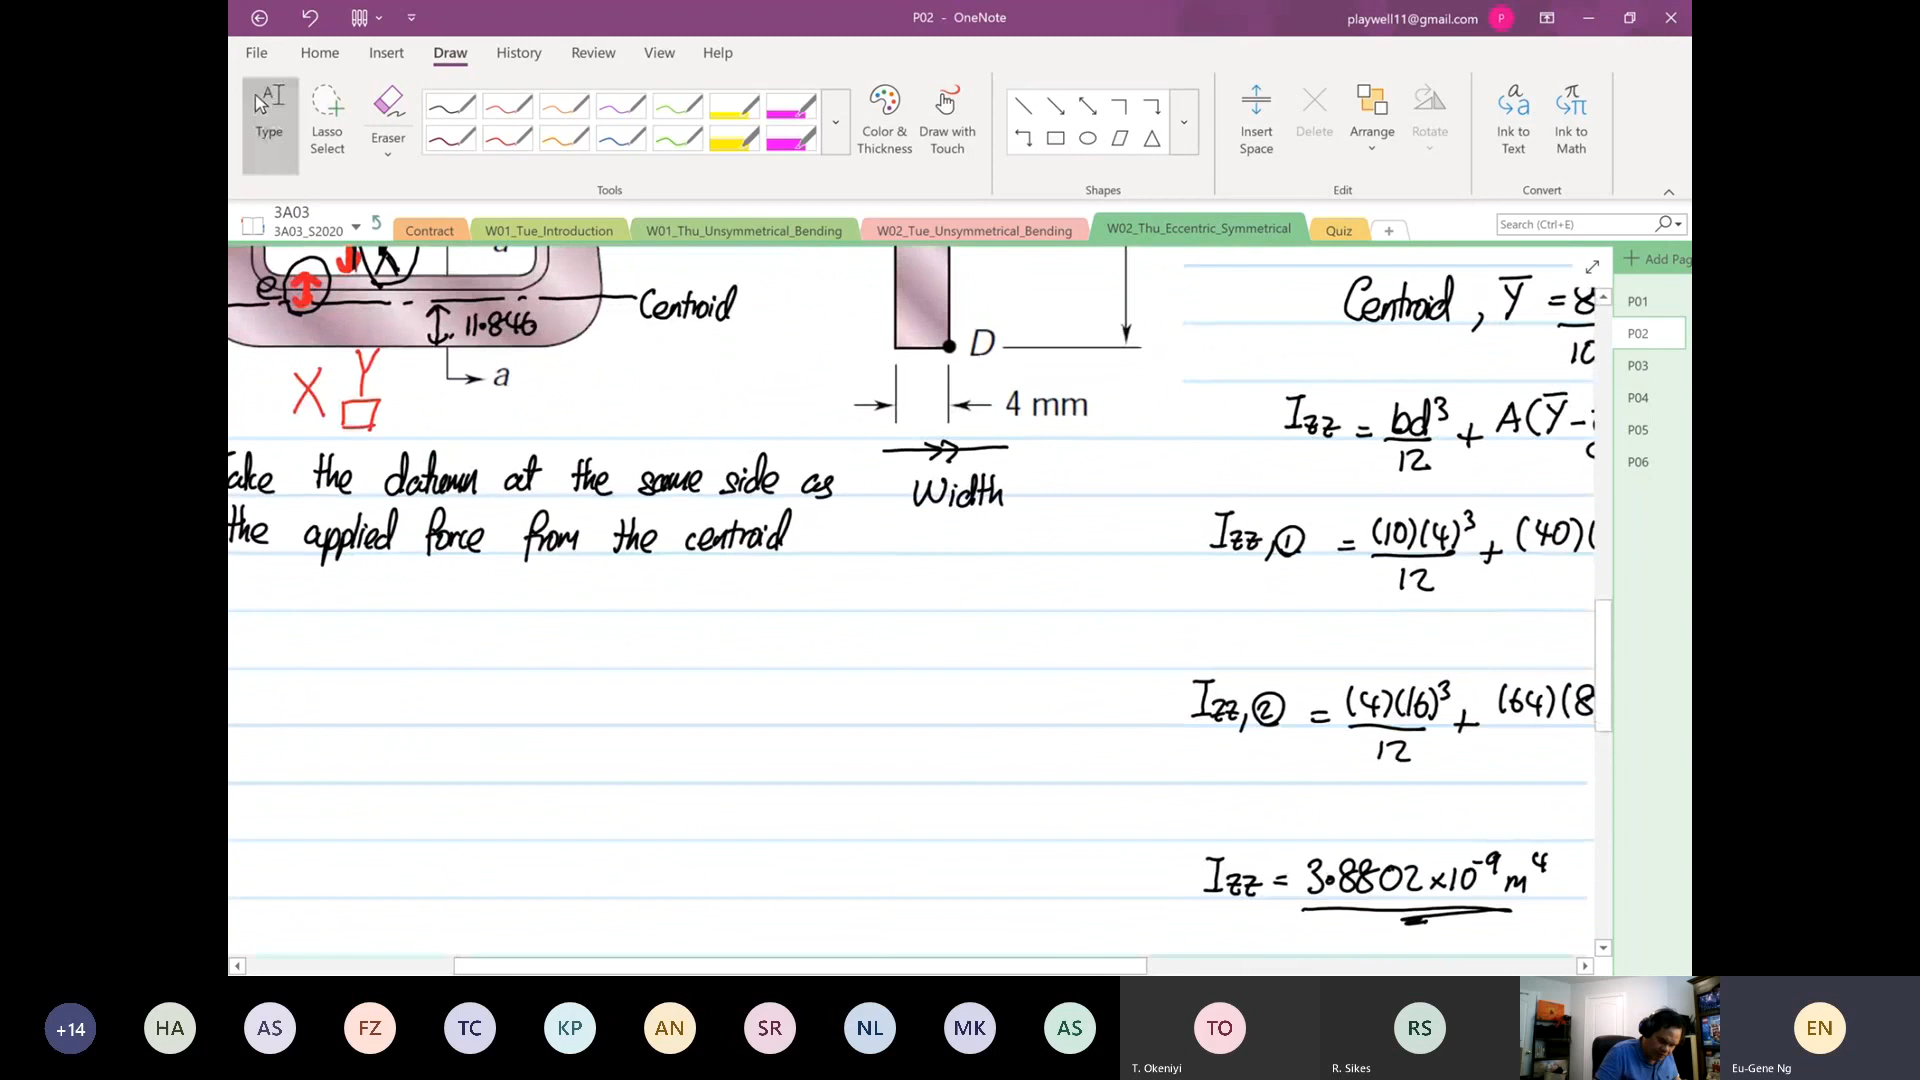 P02 - OneNote
playwell11@gmail.com
P
File
Home
Insert
Draw
History
Review
View
Help
Type
Lasso Select
Eraser
Color & Thickness
Draw with Touch
Insert Space
Delete
Arrange
Rotate
Ink to Text
Ink to Math
Tools
Shapes
Edit
Convert
3A03
3A03_S2020
Contract
W01_Tue_Introduction
W01_Thu_Unsymmetrical_Bending
W02_Tue_Unsymmetrical_Bending
W02_Thu_Eccentric_Symmetrical
Quiz
Search (Ctrl+E)
Add Pag
P01
P02
P03
P04
P05
P06
e
Centroid
11.846
X Y
a
D
4 mm
Width
ake the datum at the same side as
the applied force from the centroid
Centroid, Y̅ = 8
10
Izz = bd³/12 + A(Y̅ -
Izz,① = (10)(4)³/12 + (40)(
Izz,② = (4)(16)³/12 + (64)(8
Izz = 3.8802×10⁻⁹ m⁴
+14
HA
AS
FZ
TC
KP
AN
SR
NL
MK
AS
TO
T. Okeniyi
RS
R. Sikes
EN
Eu-Gene Ng